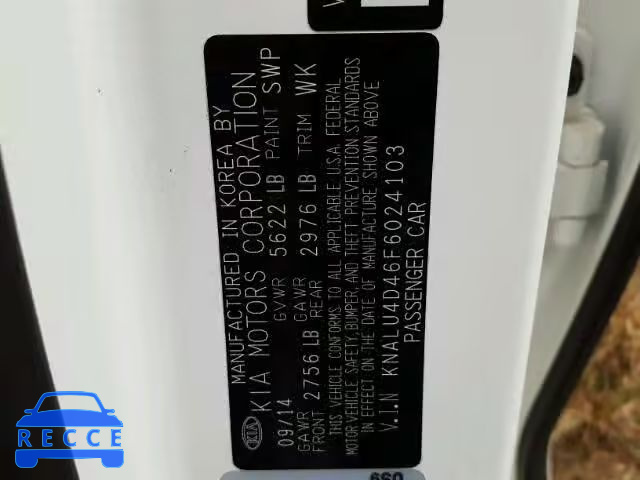 MANUFACTURED IN KOREA BY
KIA MOTORS CORPORATION
09/14 GVWR 5622 LB PAINT SWP
GAWR FRONT 2756 LB GAWR REAR 2976 LB TRIM WK
THIS VEHICLE CONFORMS TO ALL APPLICABLE U.S.A. FEDERAL
MOTOR VEHICLE SAFETY, BUMPER, AND THEFT PREVENTION STANDARDS
IN EFFECT ON THE DATE OF MANUFACTURE SHOWN ABOVE
V.I.N KNALU4D46F6024103
PASSENGER CAR
KIA
RECCE